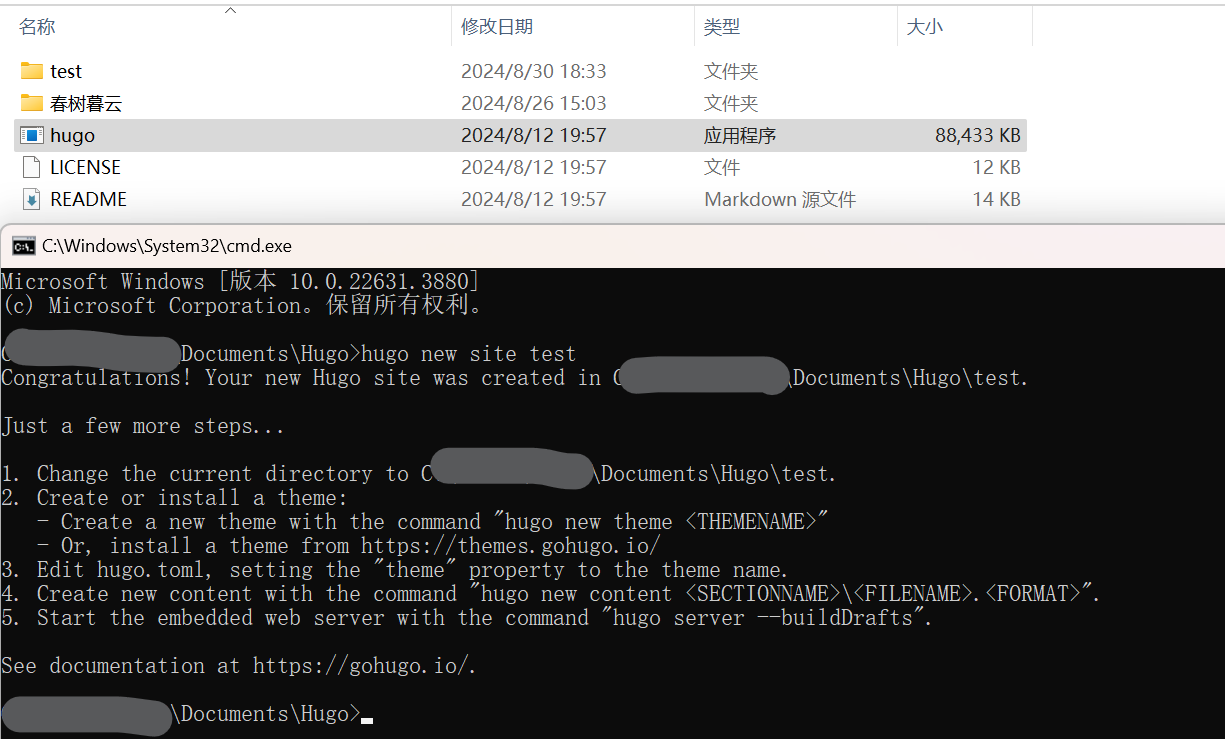 名称 修改日期 类型 大小
test 2024/8/30 18:33 文件夹
春树暮云 2024/8/26 15:03 文件夹
hugo 2024/8/12 19:57 应用程序 88,433 KB
LICENSE 2024/8/12 19:57 文件 12 KB
README 2024/8/12 19:57 Markdown 源文件 14 KB
C:\Windows\System32\cmd.exe
Microsoft Windows [版本 10.0.22631.3880]
(c) Microsoft Corporation。保留所有权利。
\Documents\Hugo>hugo new site test
Congratulations! Your new Hugo site was created in C \Documents\Hugo\test.
Just a few more steps...
1. Change the current directory to C \Documents\Hugo\test.
2. Create or install a theme:
- Create a new theme with the command "hugo new theme <THEMENAME>"
- Or, install a theme from https://themes.gohugo.io/
3. Edit hugo.toml, setting the "theme" property to the theme name.
4. Create new content with the command "hugo new content <SECTIONNAME>\<FILENAME>.<FORMAT>".
5. Start the embedded web server with the command "hugo server --buildDrafts".
See documentation at https://gohugo.io/.
\Documents\Hugo>